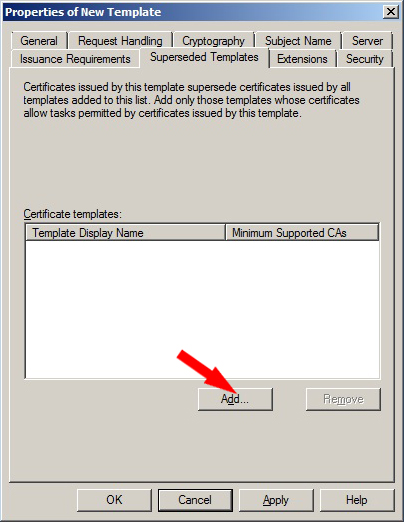 Properties of New Template
General
Request Handling
Cryptography
Subject Name
Server
Issuance Requirements
Superseded Templates
Extensions
Security
Certificates issued by this template supersede certificates issued by all
templates added to this list. Add only those templates whose certificates
allow tasks permitted by certificates issued by this template.
Certificate templates:
Template Display Name
Minimum Supported CAs
Add...
Remove
OK
Cancel
Apply
Help